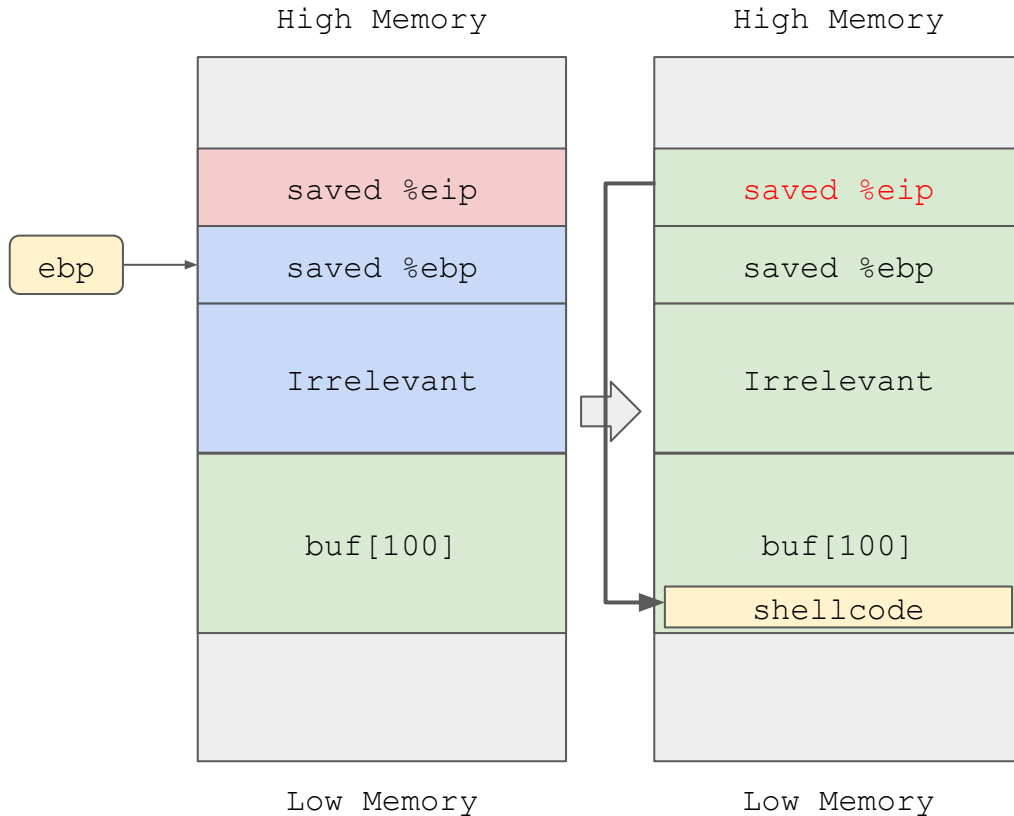 High Memory
saved %eip
ebp
saved %ebp
Irrelevant
buf[100]
Low Memory
High Memory
saved %eip
saved %ebp
Irrelevant
buf[100]
shellcode
Low Memory